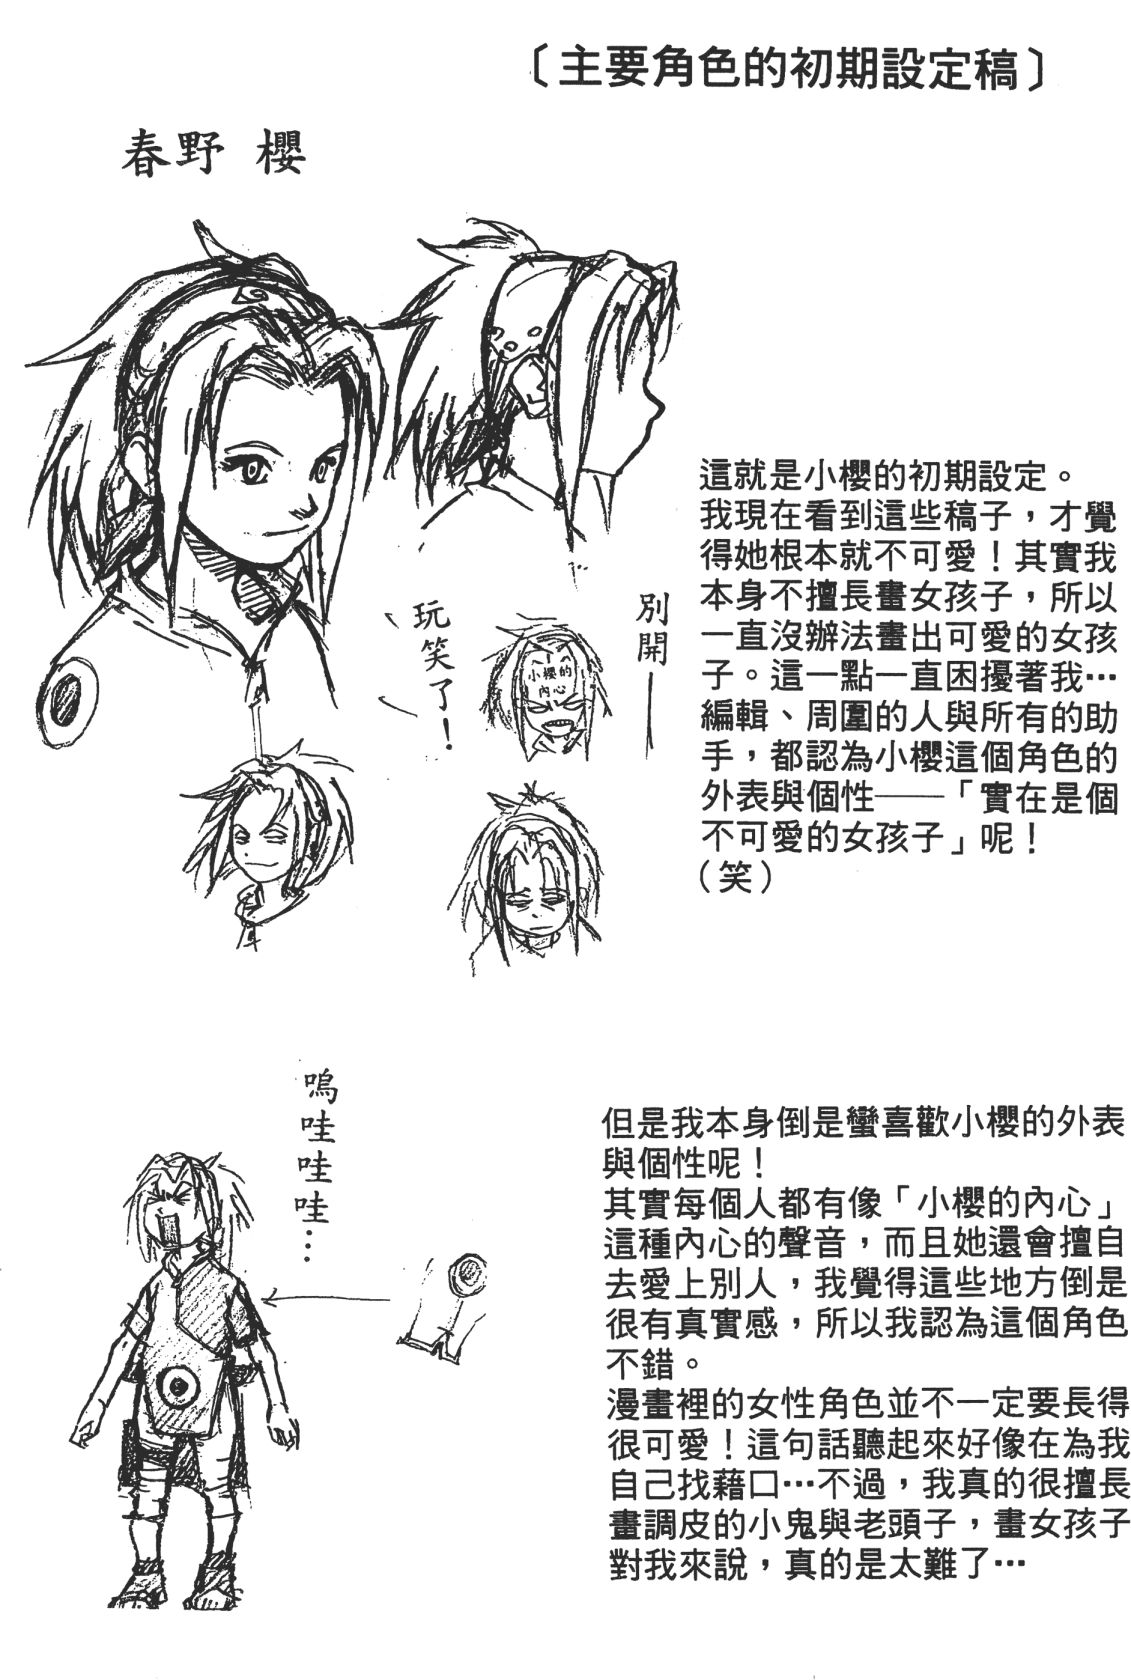 〔主要角色的初期設定稿〕
春野 櫻
這就是小櫻的初期設定。
我現在看到這些稿子，才覺
得她根本就不可愛！其實我
本身不擅長畫女孩子，所以
一直沒辦法畫出可愛的女孩
子。這一點一直困擾著我…
編輯、周圍的人與所有的助
手，都認為小櫻這個角色的
外表與個性——「實在是個
不可愛的女孩子」呢！
（笑）
別開—
玩笑了！
小櫻的
內心
嗚哇哇哇…
但是我本身倒是蠻喜歡小櫻的外表
與個性呢！
其實每個人都有像「小櫻的內心」
這種內心的聲音，而且她還會擅自
去愛上別人，我覺得這些地方倒是
很有真實感，所以我認為這個角色
不錯。
漫畫裡的女性角色並不一定要長得
很可愛！這句話聽起來好像在為我
自己找藉口…不過，我真的很擅長
畫調皮的小鬼與老頭子，畫女孩子
對我來說，真的是太難了…